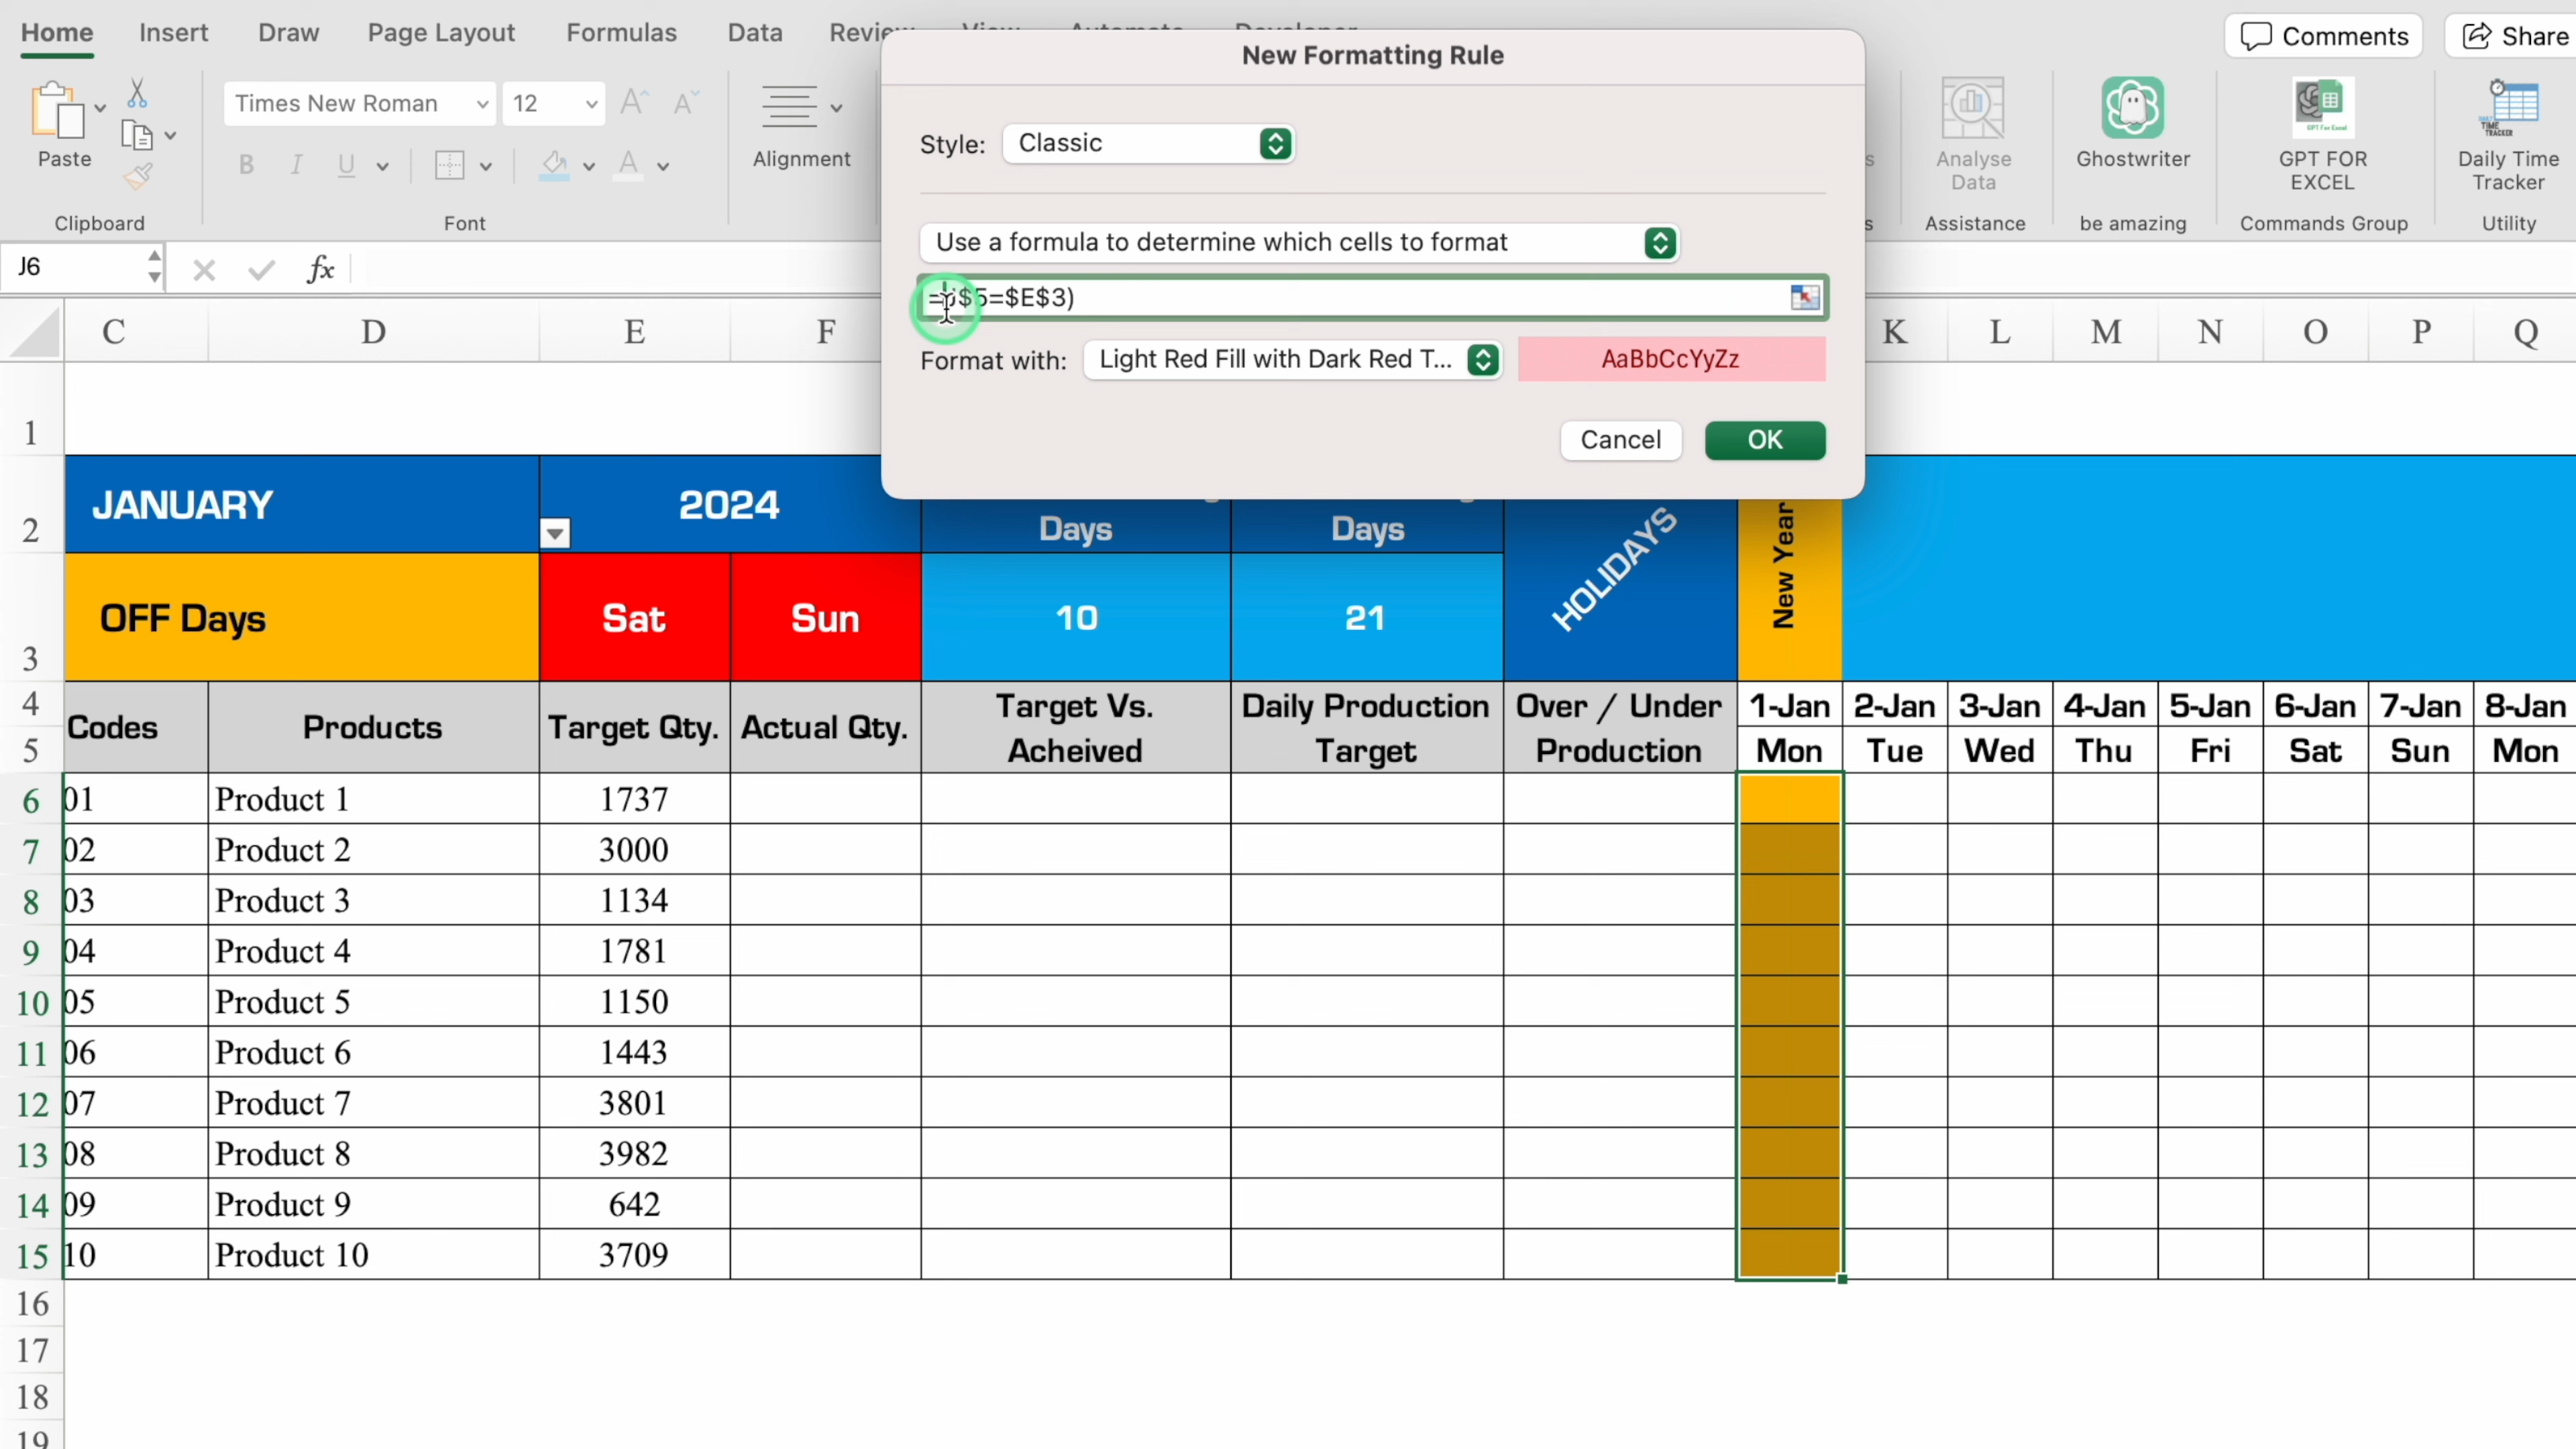 Home Insert Draw Page Layout Formulas Data
Comments Share
New Formatting Rule
Paste
Clipboard
Times New Roman 12
B I U A
Font
Alignment
Style: Classic
Use a formula to determine which cells to format
$5=$E$3)
Format with: Light Red Fill with Dark Red T... AaBbCcYyZz
Cancel OK
Analyse Data
Assistance
Ghostwriter
be amazing
GPT FOR EXCEL
Commands Group
Daily Time Tracker
Utility
J6 fx
C D E F K L M N O P Q
1
2 JANUARY 2024 Days Days HOLIDAYS New Year
3 OFF Days Sat Sun 10 21
4 Codes Products Target Qty. Actual Qty. Target Vs. Daily Production Over / Under 1-Jan 2-Jan 3-Jan 4-Jan 5-Jan 6-Jan 7-Jan 8-Jan
5 Acheived Target Production Mon Tue Wed Thu Fri Sat Sun Mon
6 01 Product 1 1737
7 02 Product 2 3000
8 03 Product 3 1134
9 04 Product 4 1781
10 05 Product 5 1150
11 06 Product 6 1443
12 07 Product 7 3801
13 08 Product 8 3982
14 09 Product 9 642
15 10 Product 10 3709
16
17
18
19